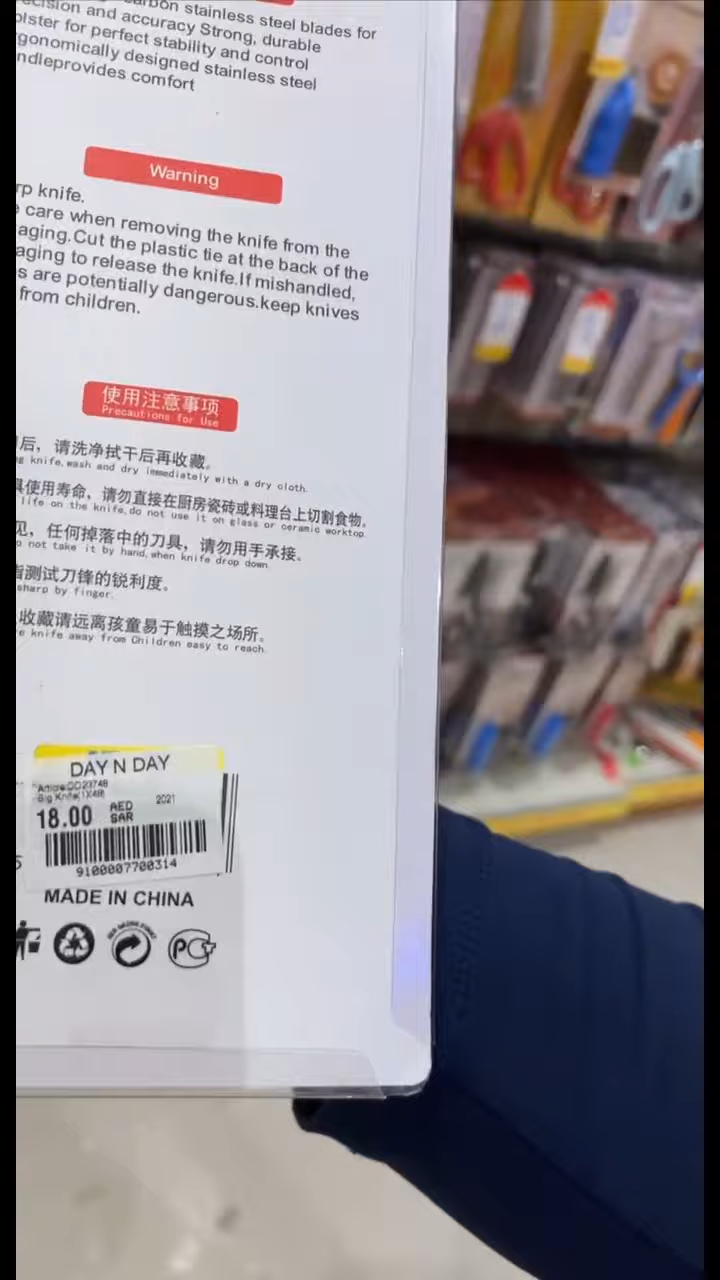 stainless steel blades for
and accuracy Strong, durable
for perfect stability and control
designed stainless steel
comfort
Warning
knife.
care when removing the knife from the
Cut the plastic tie at the back of the
to release the knife.If mishandled,
are potentially dangerous.keep knives
from children.
使用注意事项
Precautions for Use
后，请洗净拭干后再收藏。
knife,wash and dry immediately with a dry cloth.
使用寿命，请勿直接在厨房瓷砖或料理台上切割食物。
life on the knife,do not use it on glass or ceramic worktop.
见，任何掉落中的刀具，请勿用手承接。
not take it by hand,when knife drop down.
测试刀锋的锐利度。
sharp by finger.
收藏请远离孩童易于触摸之场所。
knife away from Children easy to reach.
DAY N DAY
Big Knife(1X48)
18.00 AED SAR 2021
9100007700314
MADE IN CHINA